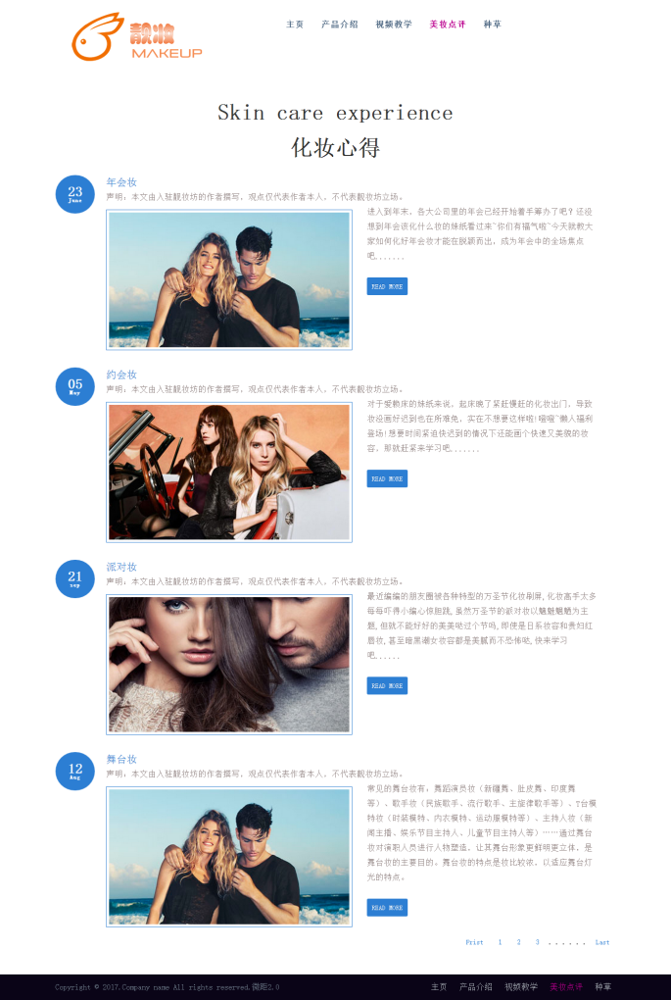 靓妆
MAKEUP
主页 产品介绍 视频教学 美妆点评 种草
Skin care experience
化妆心得
23
June
年会妆
声明：本文由入驻靓妆坊的作者撰写，观点仅代表作者本人，不代表靓妆坊立场。
进入到年末，各大公司里的年会已经开始着手筹办了吧？还没
想到年会该化什么妆的妹纸看过来~你们有福气啦~今天就教大
家如何化好年会妆才能在脱颖而出，成为年会中的全场焦点
吧.......
READ MORE
05
May
约会妆
声明：本文由入驻靓妆坊的作者撰写，观点仅代表作者本人，不代表靓妆坊立场。
对于爱赖床的妹纸来说，起床晚了紧赶慢赶的化妆出门，导致
妆没画好迟到也在所难免，实在不想要这样啦!噔噔~懒人福利
登场!想要时间紧迫快迟到的情况下还能画个快速又美貌的妆
容，那就赶紧来学习吧.......
READ MORE
21
sep
派对妆
声明：本文由入驻靓妆坊的作者撰写，观点仅代表作者本人，不代表靓妆坊立场。
最近编编的朋友圈被各种特型的万圣节化妆刷屏,化妆高手太多
每每吓得小编心惊胆跳,虽然万圣节的派对妆以魑魅魍魉为主
题,但就不能好好的美美哒过个节吗,即使是日系妆容和贵妇红
唇妆,甚至暗黑潮女妆容都是美腻而不恐怖哒,快来学习
吧......
READ MORE
12
Aug
舞台妆
声明：本文由入驻靓妆坊的作者撰写，观点仅代表作者本人，不代表靓妆坊立场。
常见的舞台妆有：舞蹈演员妆（新疆舞、肚皮舞、印度舞
等）、歌手妆（民族歌手、流行歌手、主旋律歌手等）、T台模
特妆（时装模特、内衣模特、运动服模特等）、主持人妆（新
闻主播、娱乐节目主持人、儿童节目主持人等）……通过舞台
妆对演职人员进行人物塑造，让其舞台形象更鲜明更立体，是
舞台妆的主要目的。舞台妆的特点是妆比较浓，以适应舞台灯
光的特点。
READ MORE
Prist 1 2 3 ...... Last
Copyright © 2017.Company name All rights reserved.微距2.0 主页 产品介绍 视频教学 美妆点评 种草